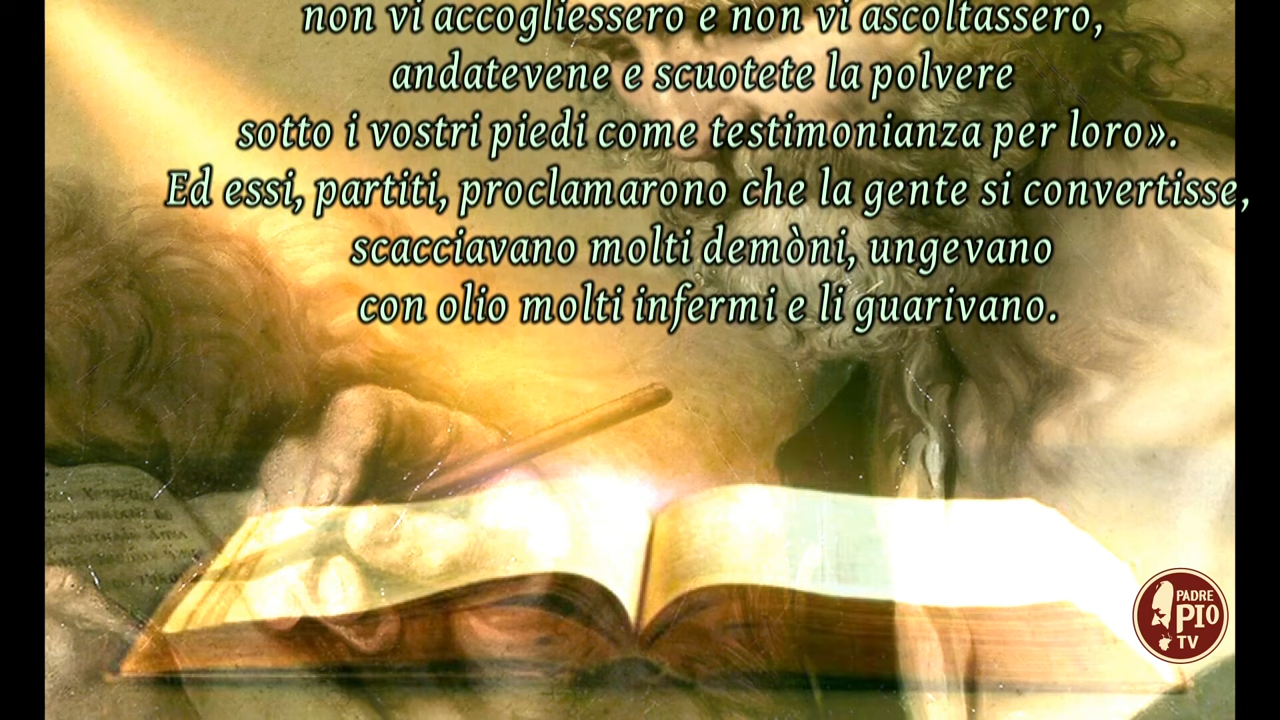 non vi accogliessero e non vi ascoltassero,
andatevene e scuotete la polvere
sotto i vostri piedi come testimonianza per loro».
Ed essi, partiti, proclamarono che la gente si convertisse,
scacciavano molti demòni, ungevano
con olio molti infermi e li guarivano.
PADRE
PIO
TV